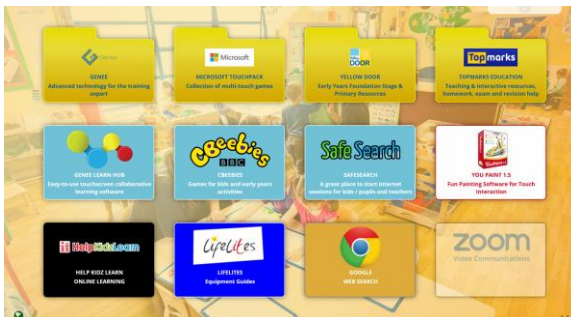 Genee
GENEE
Advanced technology for the training
expert
Microsoft
MICROSOFT TOUCHPACK
Collection of multi-touch games
DOOR
YELLOW DOOR
Early Years Foundation Stage &
Primary Resources
Topmarks
TOPMARKS EDUCATION
Teaching & interactive resources,
homework, exam and revision help
GENEE LEARN HUB
Easy-to-use touchscreen collaborative
learning software
CBeebies
BBC
CBEEBIES
Games for kids and early years
activities
Safe Search
SAFESEARCH
A great place to start Internet
sessions for kids / pupils and teachers
YOU PAINT 1.5
Fun Painting Software for Touch
Interaction
HelpKidzLearn
HELP KIDZ LEARN
ONLINE LEARNING
Lifelites
LIFELITES
Equipment Guides
GOOGLE
WEB SEARCH
ZOOM
Video Communications